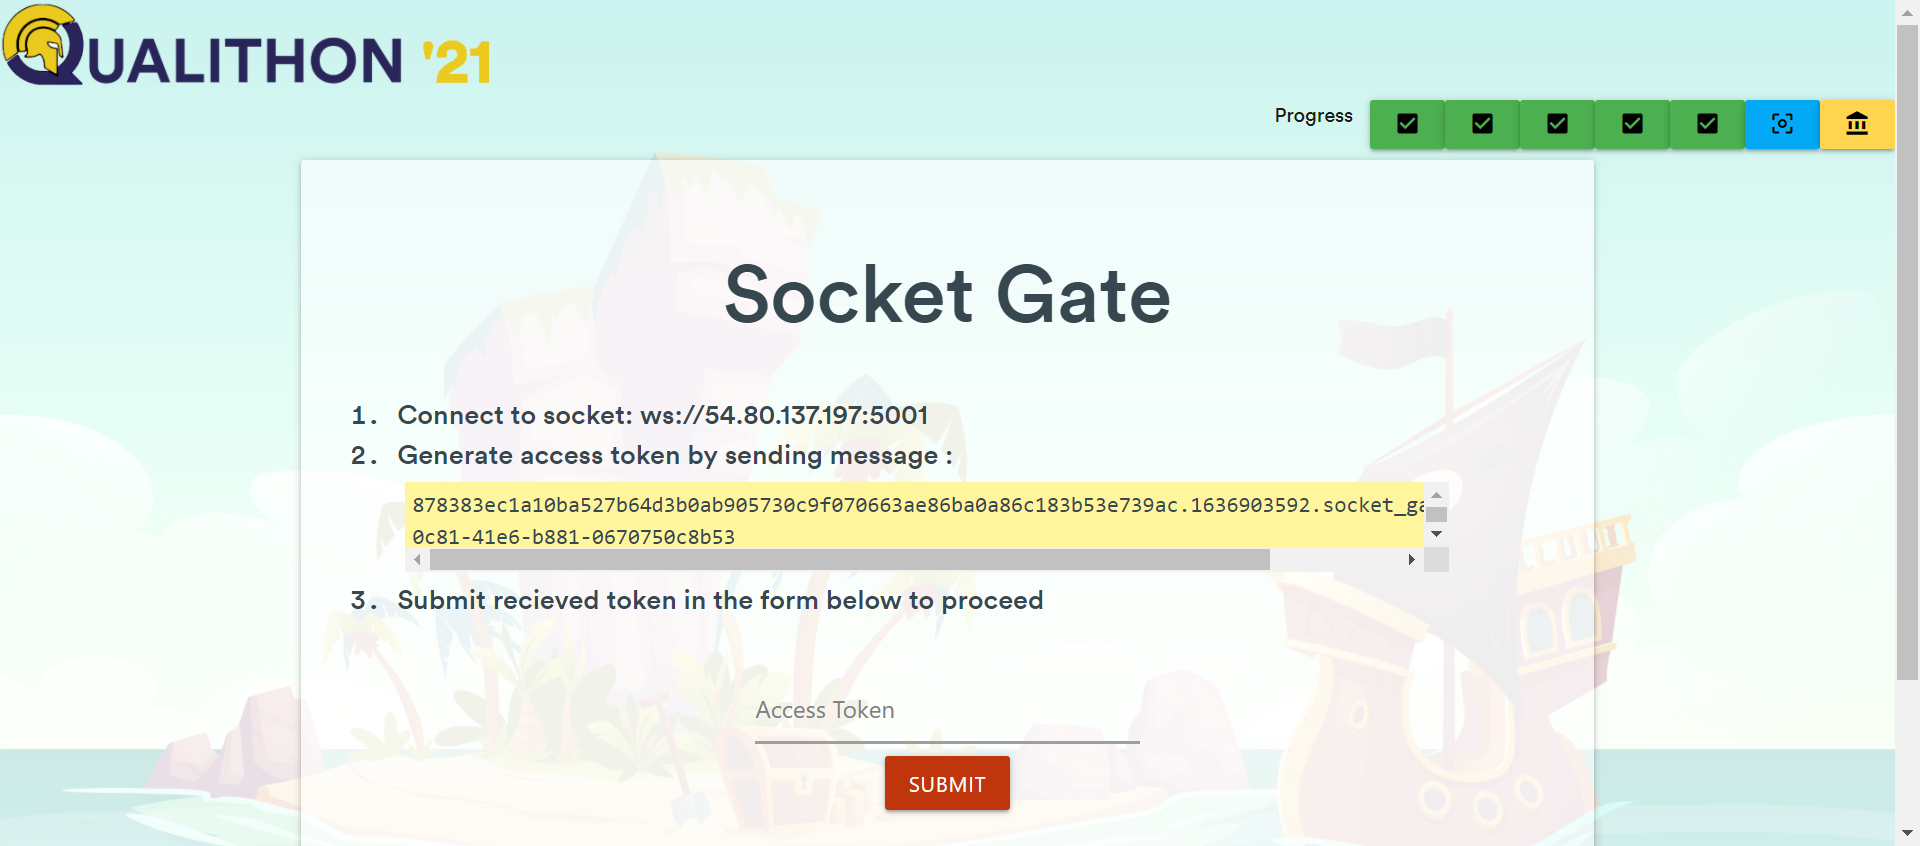 QUALITHON '21
Progress
Socket Gate
1. Connect to socket: ws://54.80.137.197:5001
2. Generate access token by sending message :
878383ec1a10ba527b64d3b0ab905730c9f070663ae86ba0a86c183b53e739ac.1636903592.socket_ga
0c81-41e6-b881-0670750c8b53
3. Submit recieved token in the form below to proceed
Access Token
SUBMIT